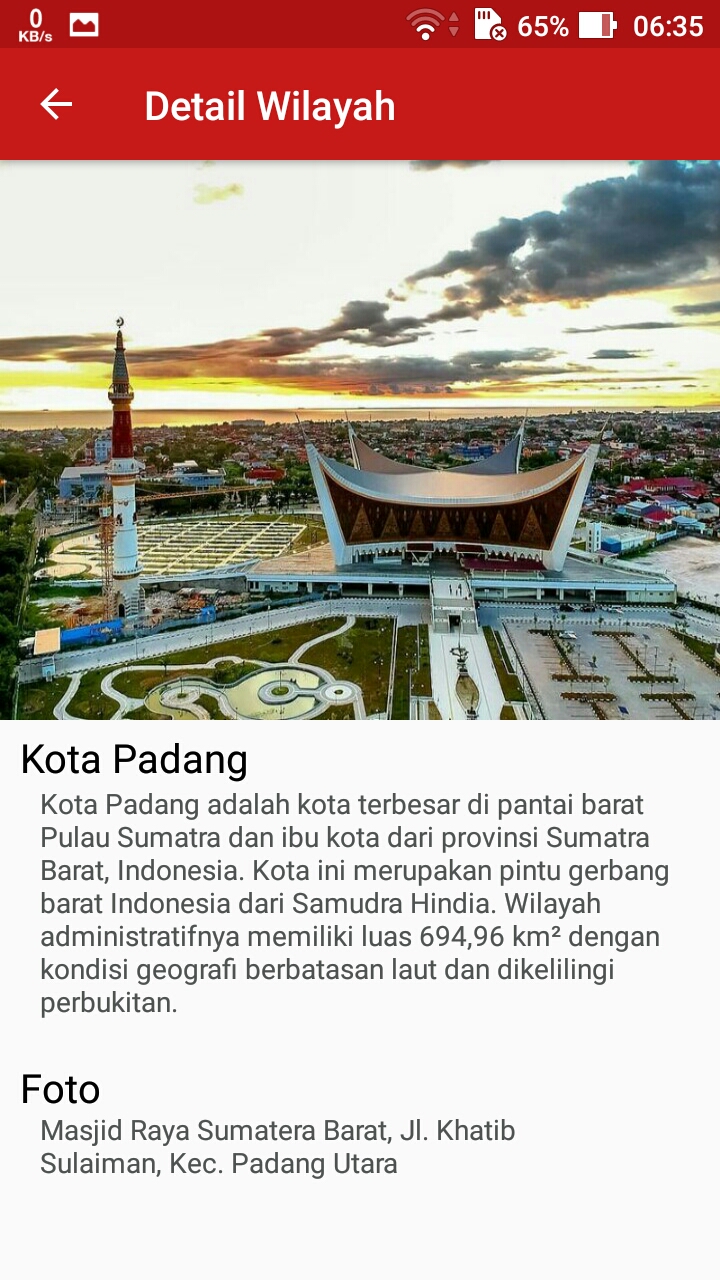 0
KB/s
65%
06:35
Detail Wilayah
Kota Padang
Kota Padang adalah kota terbesar di pantai barat
Pulau Sumatra dan ibu kota dari provinsi Sumatra
Barat, Indonesia. Kota ini merupakan pintu gerbang
barat Indonesia dari Samudra Hindia. Wilayah
administratifnya memiliki luas 694,96 km² dengan
kondisi geografi berbatasan laut dan dikelilingi
perbukitan.
Foto
Masjid Raya Sumatera Barat, Jl. Khatib
Sulaiman, Kec. Padang Utara